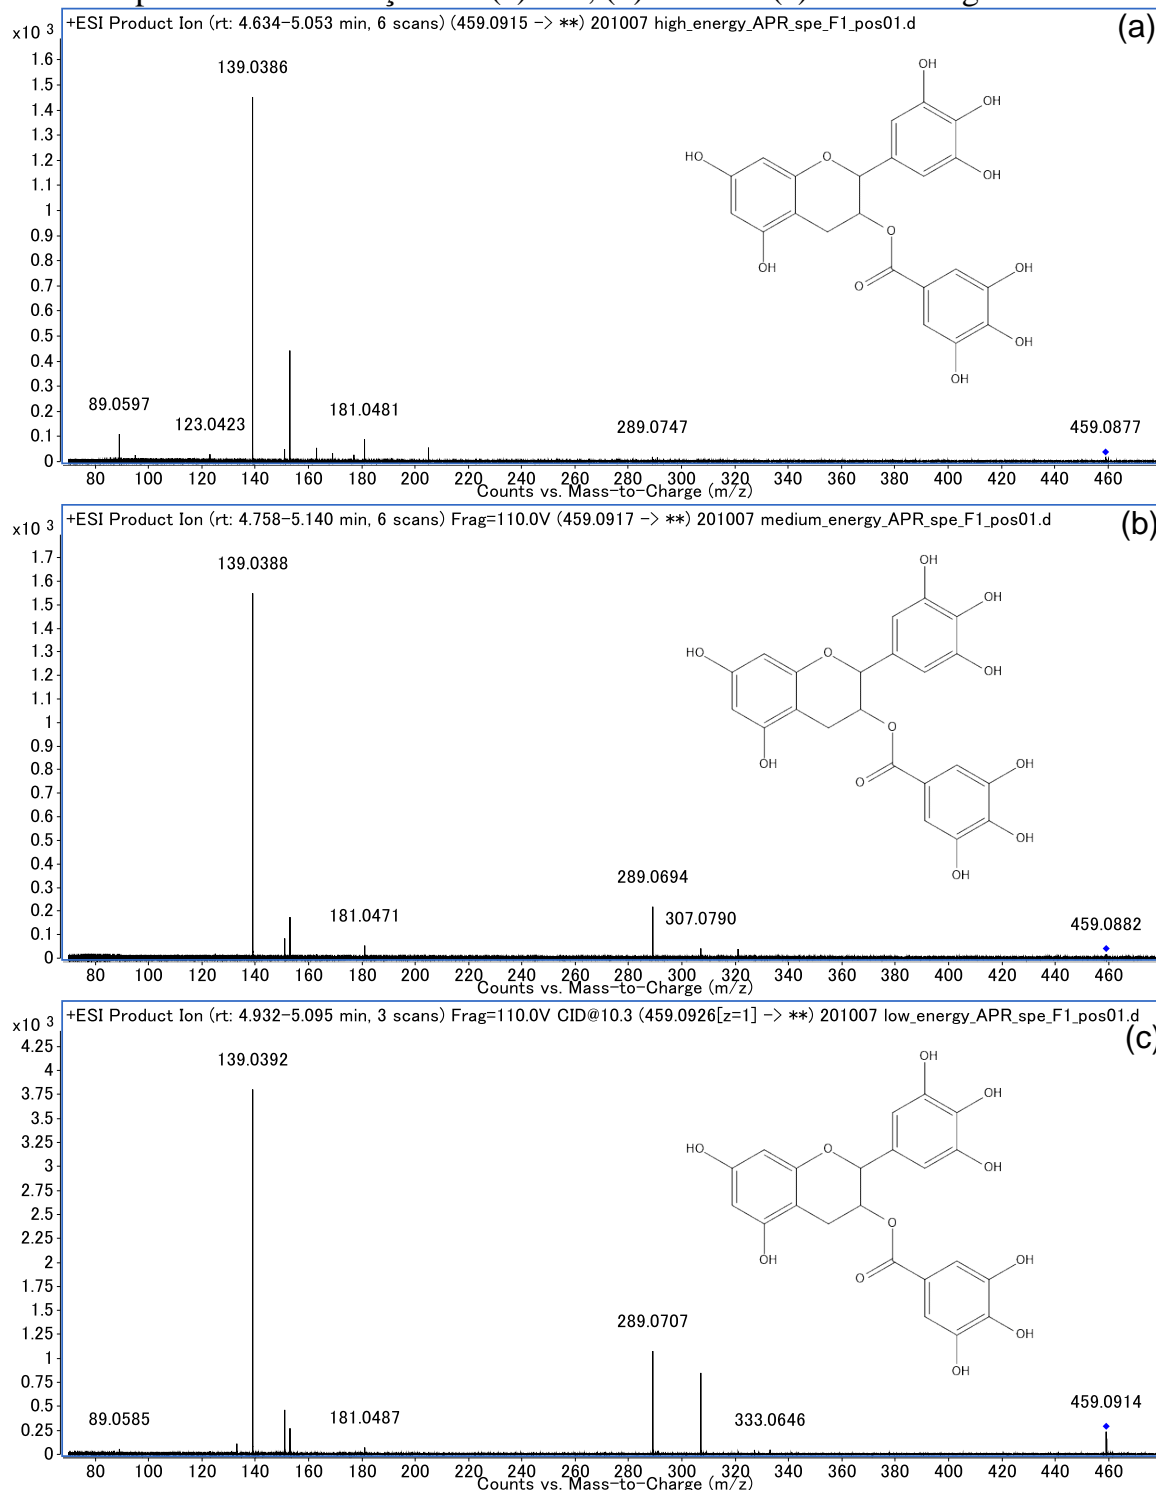 +ESI Product Ion (rt: 4.634-5.053 min, 6 scans) (459.0915 -> **) 201007 high_energy_APR_spe_F1_pos01.d
(a)
x10 3
1.6
1.5
1.4
1.3
1.2
1.1
1
0.9
0.8
0.7
0.6
0.5
0.4
0.3
0.2
0.1
0
139.0386
89.0597
123.0423
181.0481
289.0747
459.0877
OH
OH
OH
HO
O
OH
O
O
OH
OH
OH
80 100 120 140 160 180 200 220 240 260 280 300 320 340 360 380 400 420 440 460
Counts vs. Mass-to-Charge (m/z)
+ESI Product Ion (rt: 4.758-5.140 min, 6 scans) Frag=110.0V (459.0917 -> **) 201007 medium_energy_APR_spe_F1_pos01.d
(b)
x10 3
1.7
1.6
1.5
1.4
1.3
1.2
1.1
1
0.9
0.8
0.7
0.6
0.5
0.4
0.3
0.2
0.1
0
139.0388
181.0471
289.0694
307.0790
459.0882
OH
OH
OH
HO
O
OH
O
O
OH
OH
OH
80 100 120 140 160 180 200 220 240 260 280 300 320 340 360 380 400 420 440 460
Counts vs. Mass-to-Charge (m/z)
+ESI Product Ion (rt: 4.932-5.095 min, 3 scans) Frag=110.0V CID@10.3 (459.0926[z=1] -> **) 201007 low_energy_APR_spe_F1_pos01.d
(c)
x10 3
4.25
4
3.75
3.5
3.25
3
2.75
2.5
2.25
2
1.75
1.5
1.25
1
0.75
0.5
0.25
0
139.0392
89.0585
181.0487
289.0707
333.0646
459.0914
OH
OH
OH
HO
O
OH
O
O
OH
OH
OH
80 100 120 140 160 180 200 220 240 260 280 300 320 340 360 380 400 420 440 460
Counts vs. Mass-to-Charge (m/z)